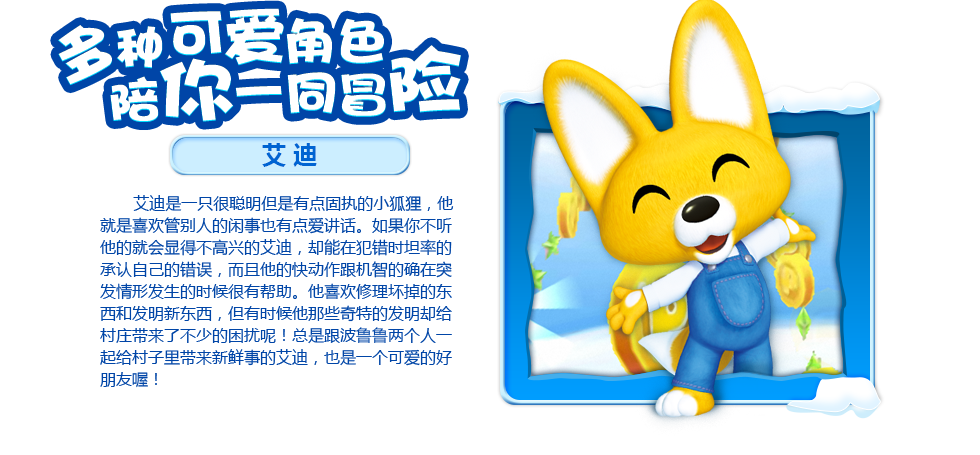 多种可爱角色
陪你一同冒险
艾迪
艾迪是一只很聪明但是有点固执的小狐狸，他
就是喜欢管别人的闲事也有点爱讲话。如果你不听
他的就会显得不高兴的艾迪，却能在犯错时坦率的
承认自己的错误，而且他的快动作跟机智的确在突
发情形发生的时候很有帮助。他喜欢修理坏掉的东
西和发明新东西，但有时候他那些奇特的发明却给
村庄带来了不少的困扰呢！总是跟波鲁鲁两个人一
起给村子里带来新鲜事的艾迪，也是一个可爱的好
朋友喔！